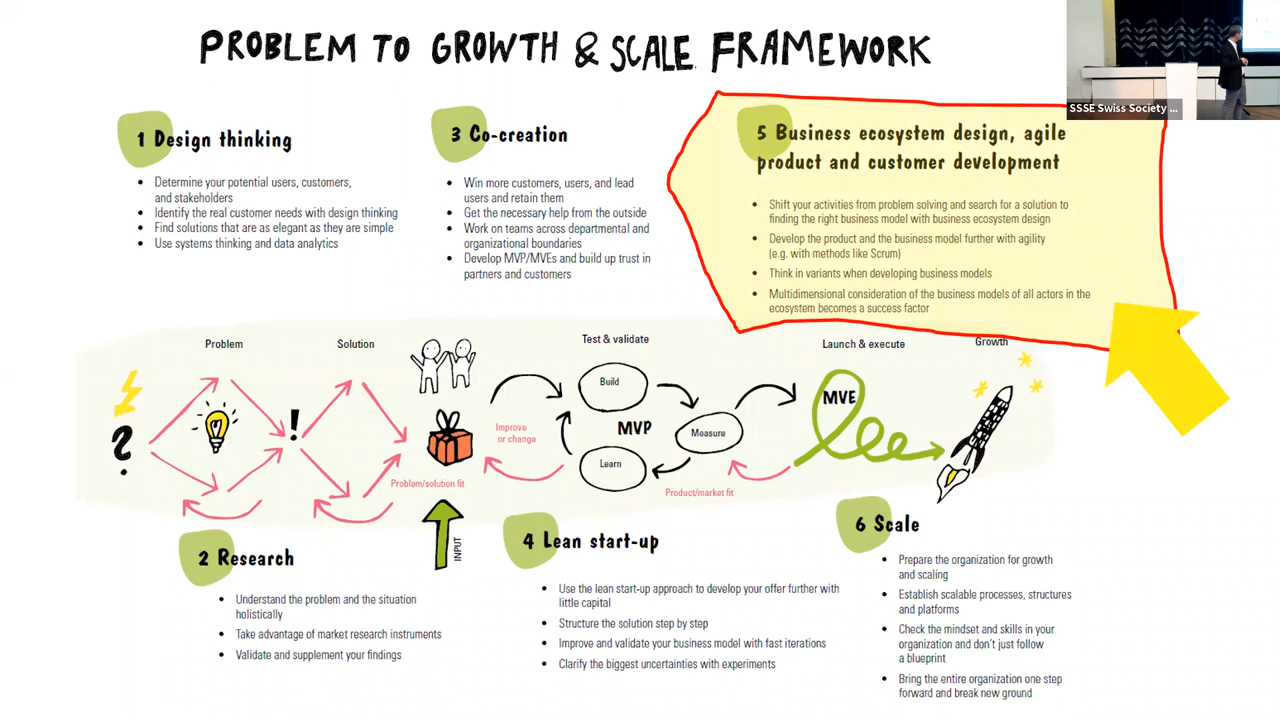 PROBLEM TO GROWTH & SCALE FRAMEWORK
SSSE Swiss Society ...
1 Design thinking
• Determine your potential users, customers,
and stakeholders
• Identify the real customer needs with design thinking
• Find solutions that are as elegant as they are simple
• Use systems thinking and data analytics
3 Co-creation
• Win more customers, users, and lead
users and retain them
• Get the necessary help from the outside
• Work on teams across departmental and
organizational boundaries
• Develop MVP/MVEs and build up trust in
partners and customers
5 Business ecosystem design, agile
product and customer development
• Shift your activities from problem solving and search for a solution to
finding the right business model with business ecosystem design
• Develop the product and the business model further with agility
(e.g. with methods like Scrum)
• Think in variants when developing business models
• Multidimensional consideration of the business models of all actors in the
ecosystem becomes a success factor
Problem
Solution
Test & validate
Launch & execute
Growth
?
!
Improve
or change
Problem/solution fit
INPUT
Build
MVP
Measure
Learn
Product/market fit
MVE
2 Research
• Understand the problem and the situation
holistically
• Take advantage of market research instruments
• Validate and supplement your findings
4 Lean start-up
• Use the lean start-up approach to develop your offer further with
little capital
• Structure the solution step by step
• Improve and validate your business model with fast iterations
• Clarify the biggest uncertainties with experiments
6 Scale
• Prepare the organization for growth
and scaling
• Establish scalable processes, structures
and platforms
• Check the mindset and skills in your
organization and don't just follow
a blueprint
• Bring the entire organization one step
forward and break new ground